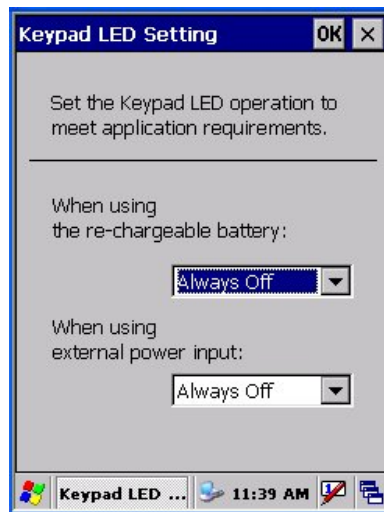 Keypad LED Setting OK ×
Set the Keypad LED operation to
meet application requirements.
When using
the re-chargeable battery:
Always Off
When using
external power input:
Always Off
Keypad LED ... 11:39 AM